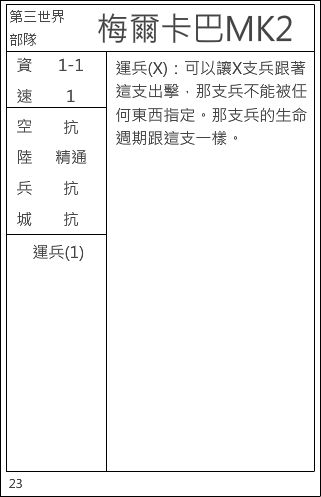 第三世界
部隊
梅爾卡巴MK2
資 1-1
速 1
空 抗
陸 精通
兵 抗
城 抗
運兵(1)
運兵(X)：可以讓X支兵跟著
這支出擊，那支兵不能被任
何東西指定。那支兵的生命
週期跟這支一樣。
23